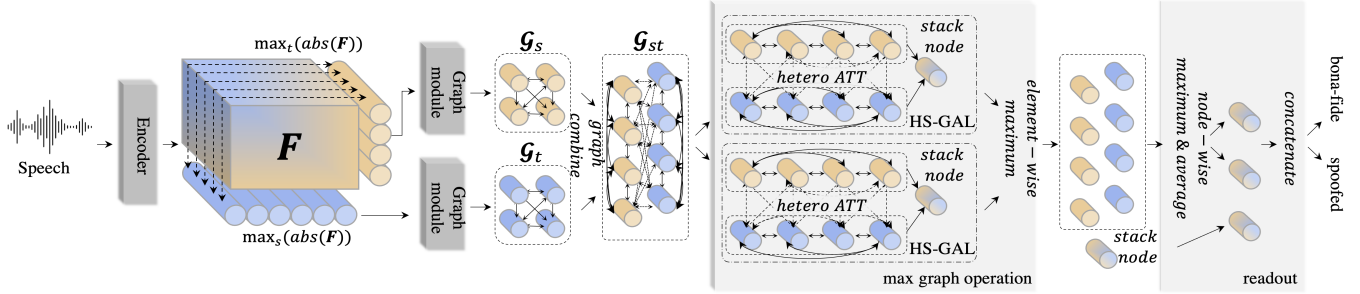 Speech
Encoder
max_t(abs(F))
F
max_s(abs(F))
Graph
module
Graph
module
G_s
G_t
graph
combine
G_st
stack
node
hetero ATT
HS-GAL
stack
node
hetero ATT
HS-GAL
max graph operation
element-wise
maximum
stack
node
node-wise
maximum & average
concatenate
readout
bona-fide
spoofed